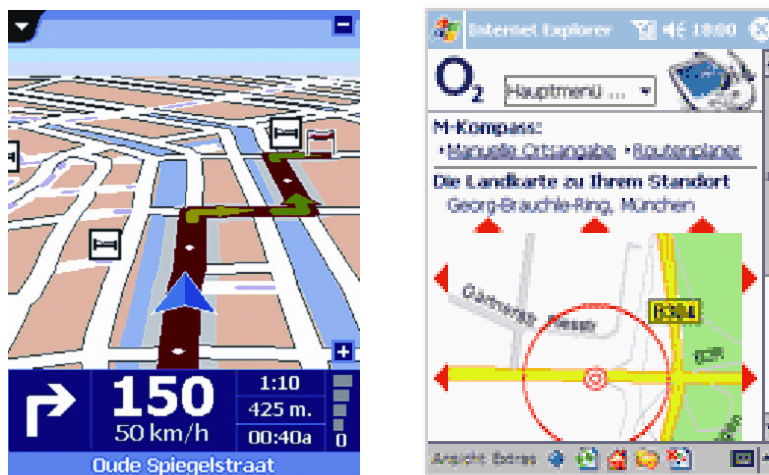 150
50 km/h
1:10
425 m.
00:40a
0
Oude Spiegelstraat
Internet Explorer 18:00
O2
Hauptmenü ...
M-Kompass:
Manuelle Ortsangabe Routenplaner
Die Landkarte zu Ihrem Standort
Georg-Brauchle-Ring, München
B304
Ansicht Extras